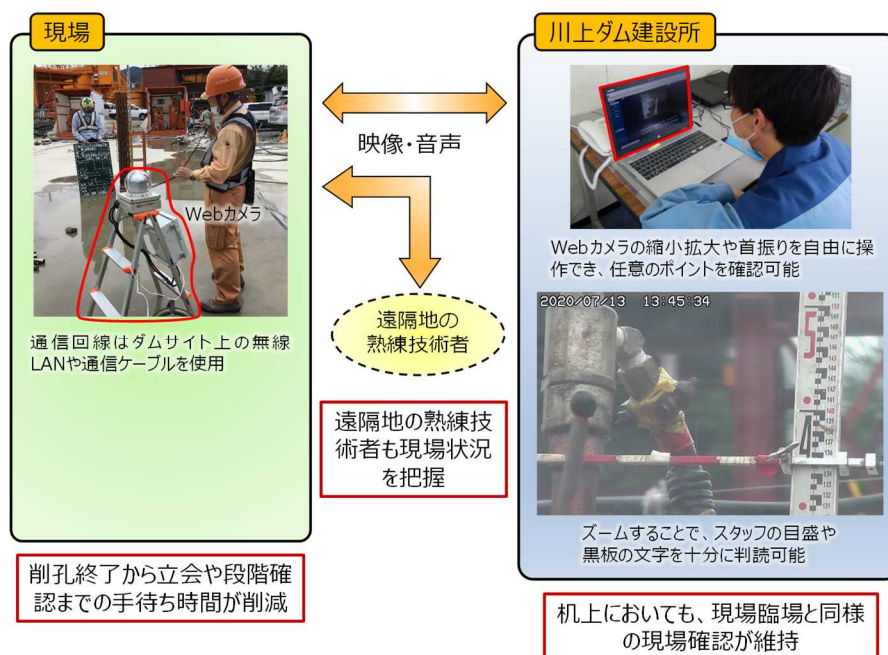 現場
Webカメラ
通信回線はダムサイト上の無線
LANや通信ケーブルを使用
削孔終了から立会や段階確
認までの手待ち時間が削減
映像・音声
遠隔地の
熟練技術者
遠隔地の熟練技
術者も現場状況
を把握
川上ダム建設所
Webカメラの縮小拡大や首振りを自由に操
作でき、任意のポイントを確認可能
2020/07/13 13:45:34
5
4
ズームすることで、スタッフの目盛や
黒板の文字を十分に判読可能
机上においても、現場臨場と同様
の現場確認が維持